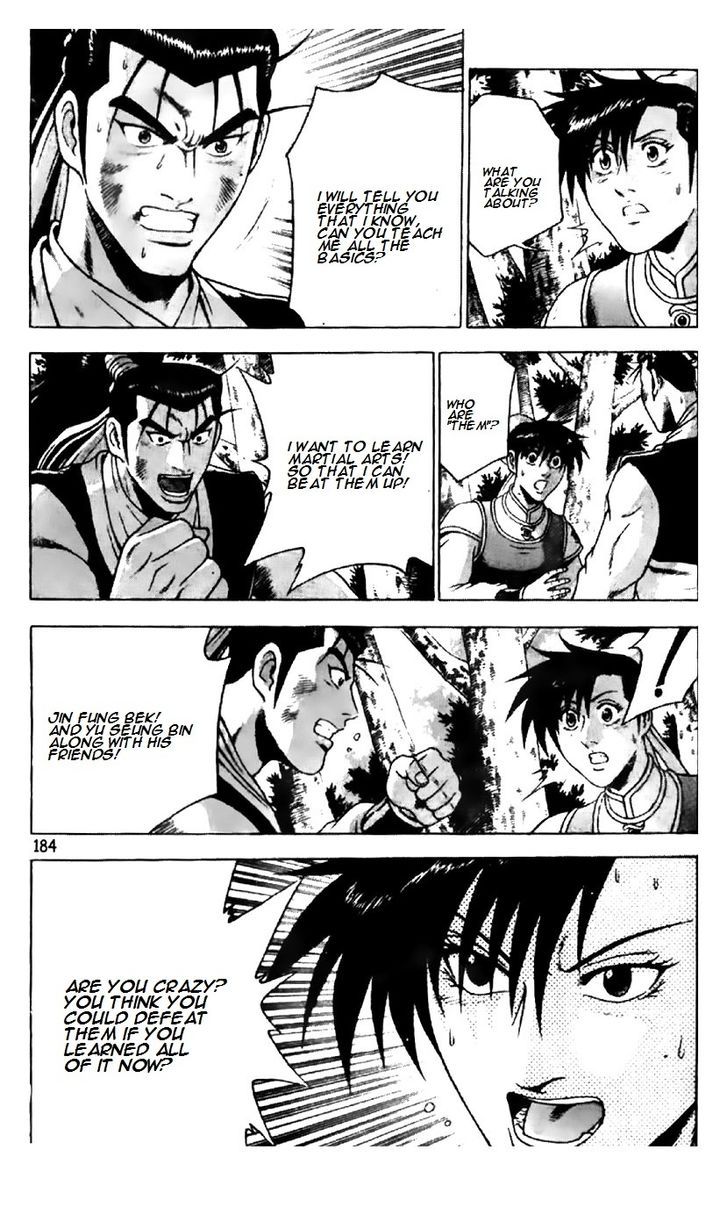 I WILL TELL YOU
EVERYTHING
THAT I KNOW,
CAN YOU TEACH
ME ALL THE
BASICS?
WHAT
ARE YOU
TALKING
ABOUT?
I WANT TO LEARN
MARTIAL ARTS!
SO THAT I CAN
BEAT THEM UP!
WHO
ARE
"THEM"?
JIN FUNG BEK!
AND YU SEUNG BIN
ALONG WITH HIS
FRIENDS!
!
184
ARE YOU CRAZY?
YOU THINK YOU
COULD DEFEAT
THEM IF YOU
LEARNED ALL
OF IT NOW?